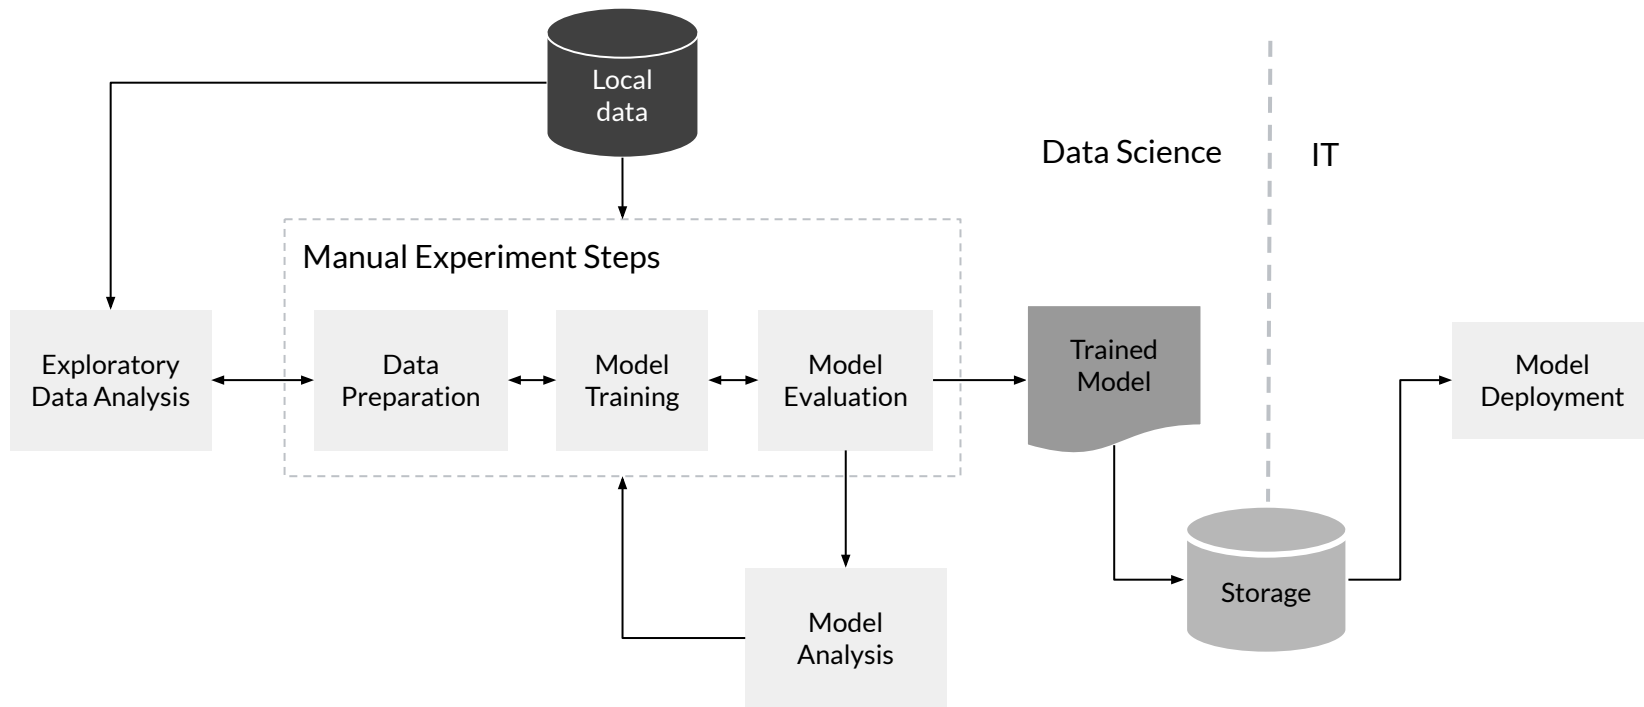 Local
data
Data Science
IT
Manual Experiment Steps
Exploratory
Data Analysis
Data
Preparation
Model
Training
Model
Evaluation
Trained
Model
Model
Deployment
Storage
Model
Analysis